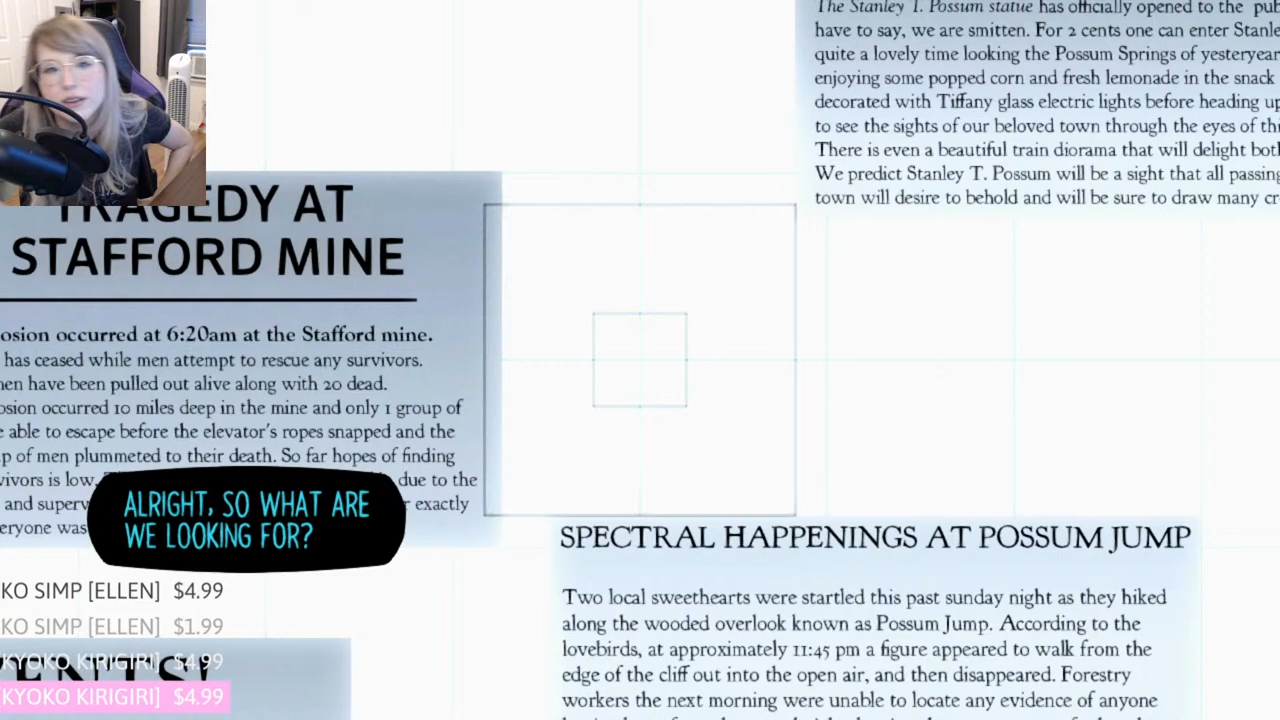 The Stanley T. Possum statue has officially opened to the pub
have to say, we are smitten. For 2 cents one can enter Stanle
quite a lovely time looking the Possum Springs of yesteryear
enjoying some popped corn and fresh lemonade in the snack
decorated with Tiffany glass electric lights before heading up
to see the sights of our beloved town through the eyes of thi
There is even a beautiful train diorama that will delight both
We predict Stanley T. Possum will be a sight that all passing
town will desire to behold and will be sure to draw many cr
TRAGEDY AT
STAFFORD MINE
osion occurred at 6:20am at the Stafford mine.
has ceased while men attempt to rescue any survivors.
men have been pulled out alive along with 20 dead.
osion occurred 10 miles deep in the mine and only 1 group of
e able to escape before the elevator's ropes snapped and the
up of men plummeted to their death. So far hopes of finding
vivors is low. due to the
and superv r exactly
eryone was
ALRIGHT, SO WHAT ARE
WE LOOKING FOR?
KO SIMP [ELLEN] $4.99
KO SIMP [ELLEN] $1.99
[KYOKO KIRIGIRI] $4.99
[KYOKO KIRIGIRI] $4.99
ENTS!
SPECTRAL HAPPENINGS AT POSSUM JUMP
Two local sweethearts were startled this past sunday night as they hiked
along the wooded overlook known as Possum Jump. According to the
lovebirds, at approximately 11:45 pm a figure appeared to walk from the
edge of the cliff out into the open air, and then disappeared. Forestry
workers the next morning were unable to locate any evidence of anyone